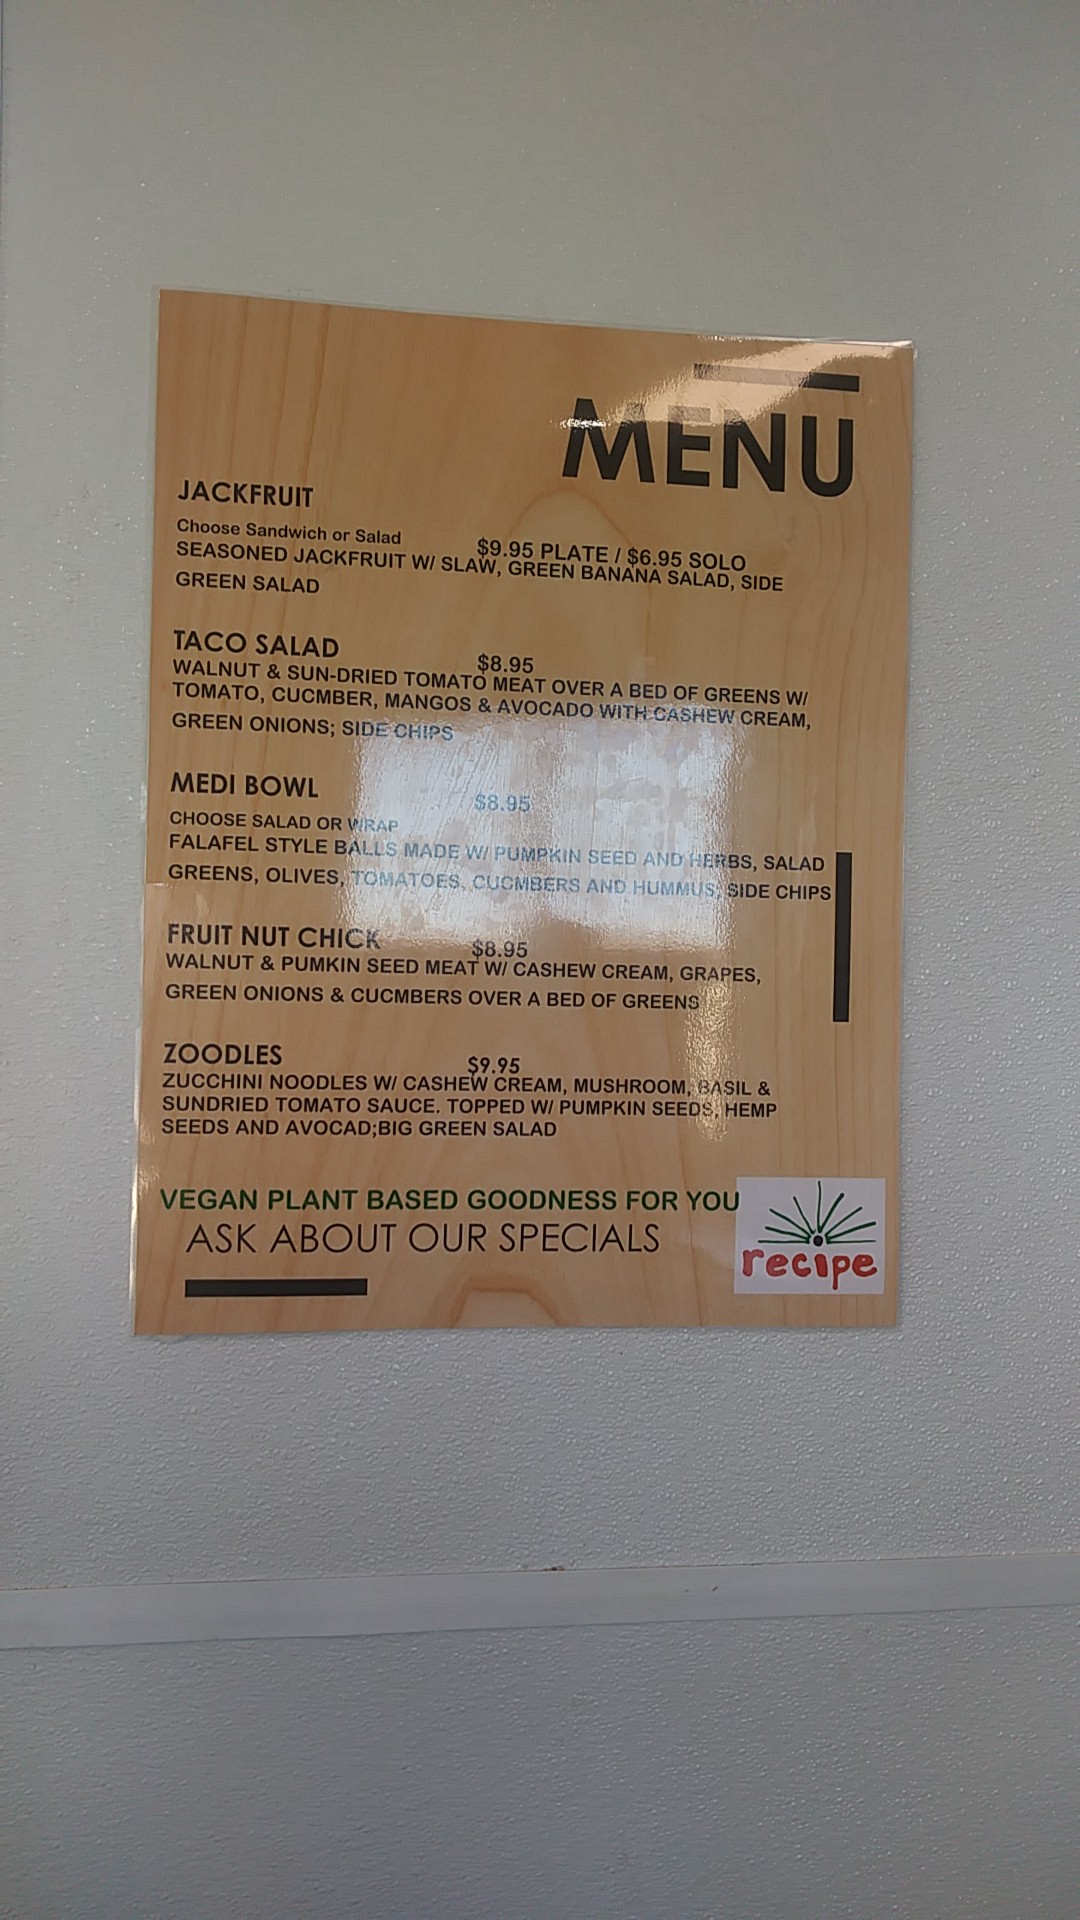 MENU
JACKFRUIT
Choose Sandwich or Salad $9.95 PLATE / $6.95 SOLO
SEASONED JACKFRUIT W/ SLAW, GREEN BANANA SALAD, SIDE
GREEN SALAD
TACO SALAD $8.95
WALNUT & SUN-DRIED TOMATO MEAT OVER A BED OF GREENS W/
TOMATO, CUCMBER, MANGOS & AVOCADO WITH CASHEW CREAM,
GREEN ONIONS; SIDE CHIPS
MEDI BOWL $8.95
CHOOSE SALAD OR WRAP
FALAFEL STYLE BALLS MADE W/ PUMPKIN SEED AND HERBS, SALAD
GREENS, OLIVES, TOMATOES, CUCMBERS AND HUMMUS; SIDE CHIPS
FRUIT NUT CHICK $8.95
WALNUT & PUMKIN SEED MEAT W/ CASHEW CREAM, GRAPES,
GREEN ONIONS & CUCMBERS OVER A BED OF GREENS
ZOODLES $9.95
ZUCCHINI NOODLES W/ CASHEW CREAM, MUSHROOM, BASIL &
SUNDRIED TOMATO SAUCE. TOPPED W/ PUMPKIN SEEDS, HEMP
SEEDS AND AVOCAD;BIG GREEN SALAD
VEGAN PLANT BASED GOODNESS FOR YOU
ASK ABOUT OUR SPECIALS
recipe